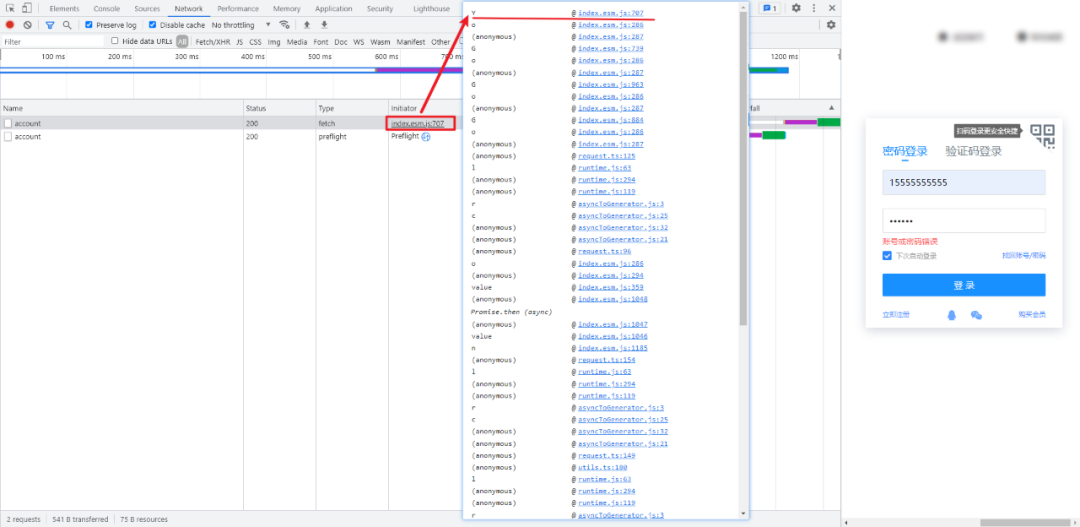 Elements Console Sources Network Performance Memory Application Security Lighthouse 1
Preserve log Disable cache No throttling
Filter Hide data URLs All Fetch/XHR JS CSS Img Media Font Doc WS Wasm Manifest Other
100 ms 200 ms 300 ms 400 ms 500 ms 600 ms 1200 ms
Name Status Type Initiator
account 200 fetch index.esm.js:707
account 200 preflight Preflight
Y @ index.esm.js:707
o @ index.esm.js:286
(anonymous) @ index.esm.js:287
G @ index.esm.js:739
o @ index.esm.js:286
(anonymous) @ index.esm.js:287
G @ index.esm.js:963
o @ index.esm.js:286
(anonymous) @ index.esm.js:287
G @ index.esm.js:884
o @ index.esm.js:286
(anonymous) @ index.esm.js:287
(anonymous) @ request.ts:125
l @ runtime.js:63
(anonymous) @ runtime.js:294
(anonymous) @ runtime.js:119
r @ asyncToGenerator.js:3
c @ asyncToGenerator.js:25
(anonymous) @ asyncToGenerator.js:32
(anonymous) @ asyncToGenerator.js:21
(anonymous) @ request.ts:96
o @ index.esm.js:286
(anonymous) @ index.esm.js:294
value @ index.esm.js:359
(anonymous) @ index.esm.js:1048
Promise.then (async)
(anonymous) @ index.esm.js:1047
value @ index.esm.js:1046
n @ index.esm.js:1185
(anonymous) @ request.ts:154
l @ runtime.js:63
(anonymous) @ runtime.js:294
(anonymous) @ runtime.js:119
r @ asyncToGenerator.js:3
c @ asyncToGenerator.js:25
(anonymous) @ asyncToGenerator.js:32
(anonymous) @ asyncToGenerator.js:21
(anonymous) @ request.ts:149
(anonymous) @ utils.ts:180
l @ runtime.js:63
(anonymous) @ runtime.js:294
(anonymous) @ runtime.js:119
r @ asyncToGenerator.js:3
2 requests 541 B transferred 75 B resources
扫码登录更安全快捷
密码登录 验证码登录
15555555555
账号或密码错误
下次自动登录 找回账号/密码
登 录
立即注册 购买会员